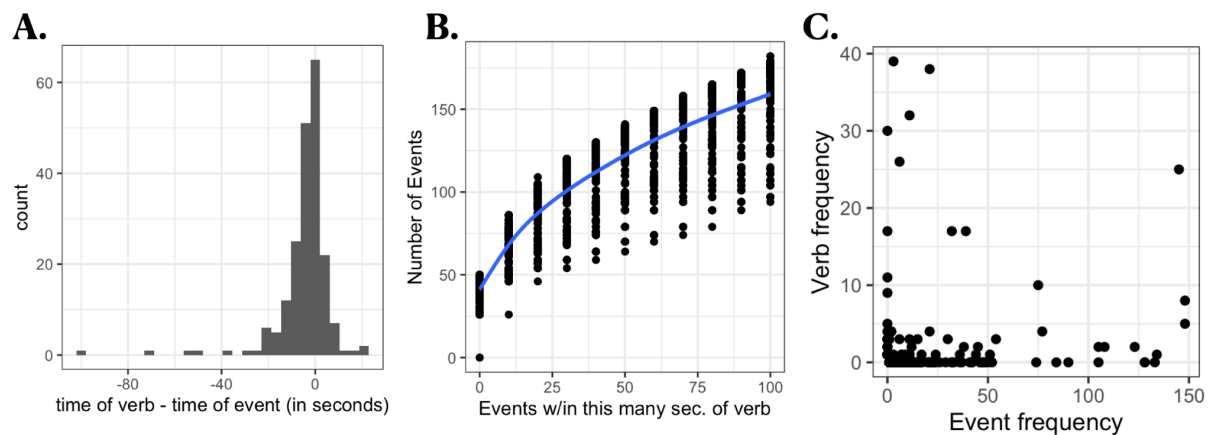 A.
count
60
40
20
0
-80
-40
0
time of verb - time of event (in seconds)
B.
Number of Events
150
100
50
0
0
25
50
75
100
Events w/in this many sec. of verb
C.
Verb frequency
40
30
20
10
0
0
50
100
150
Event frequency